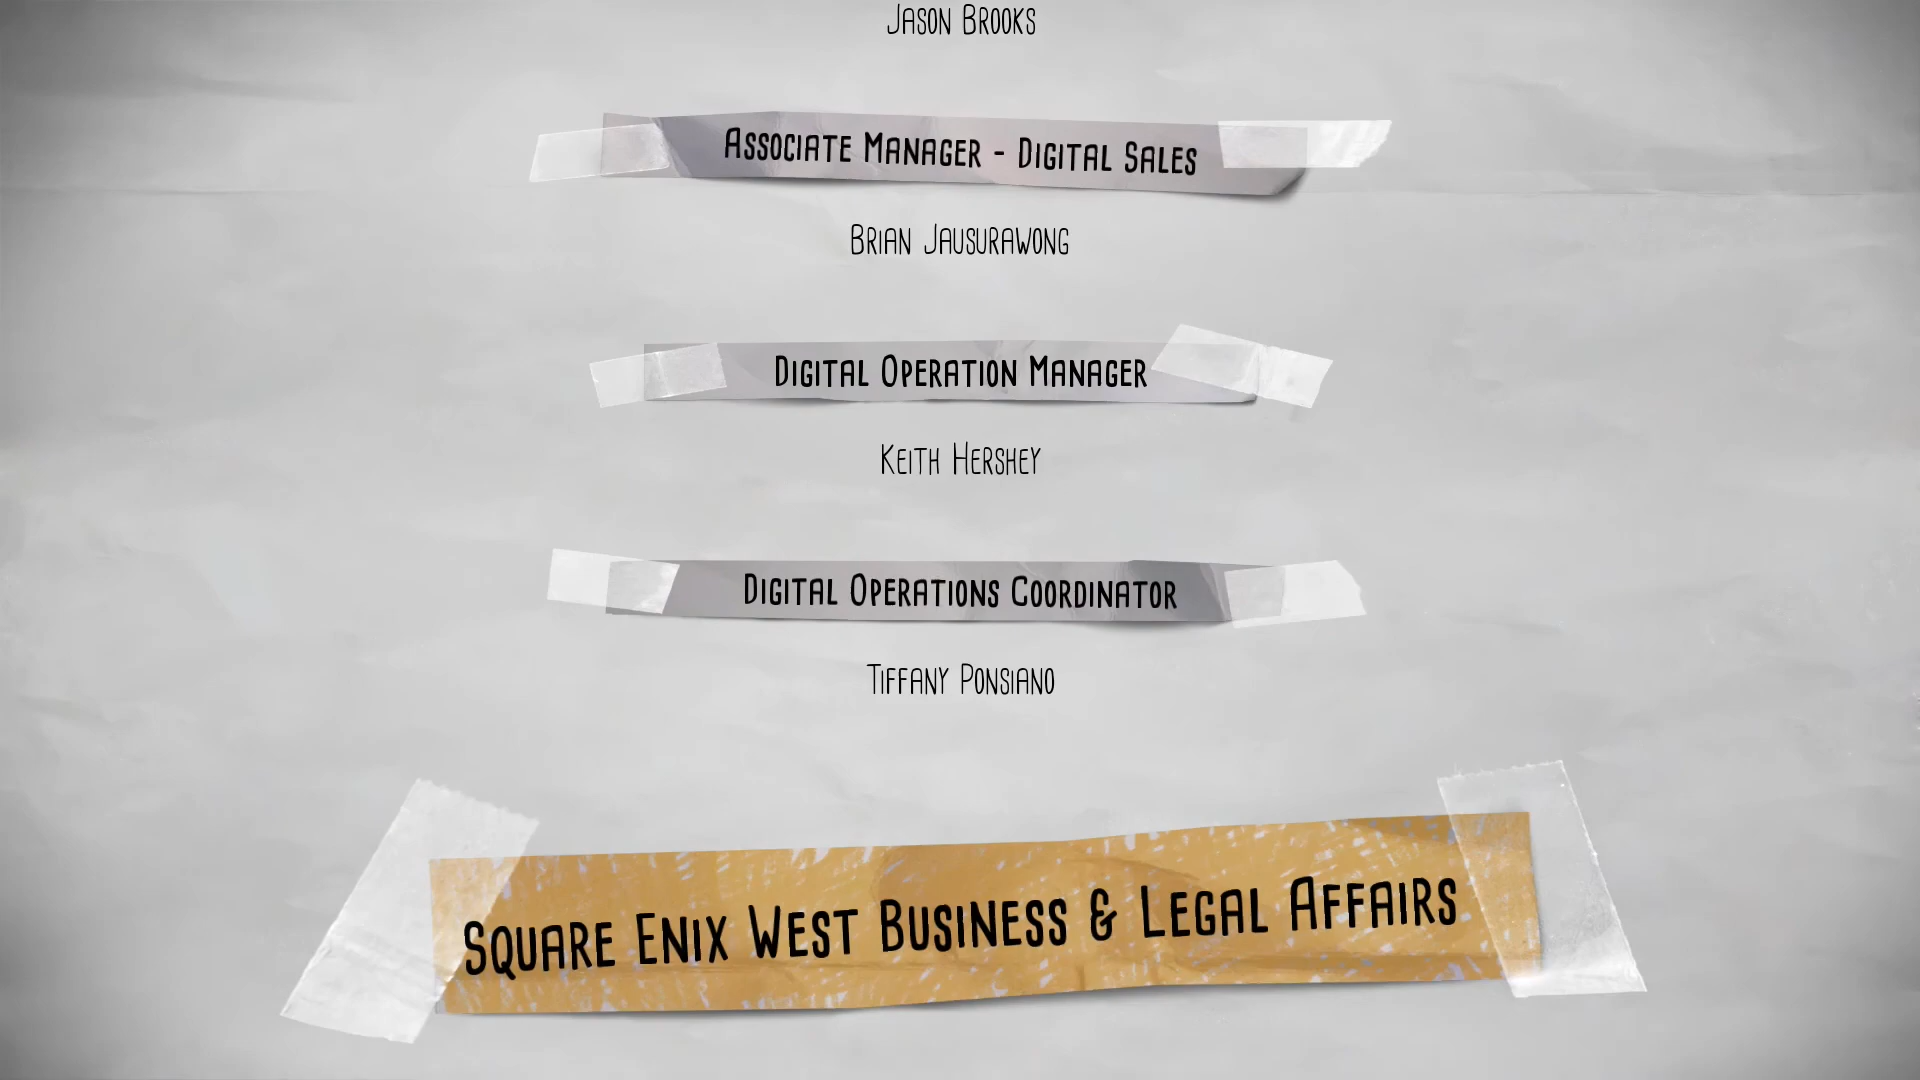 Jason Brooks
Associate Manager - Digital Sales
Brian Jausurawong
Digital Operation Manager
Keith Hershey
Digital Operations Coordinator
Tiffany Ponsiano
Square Enix West Business & Legal Affairs